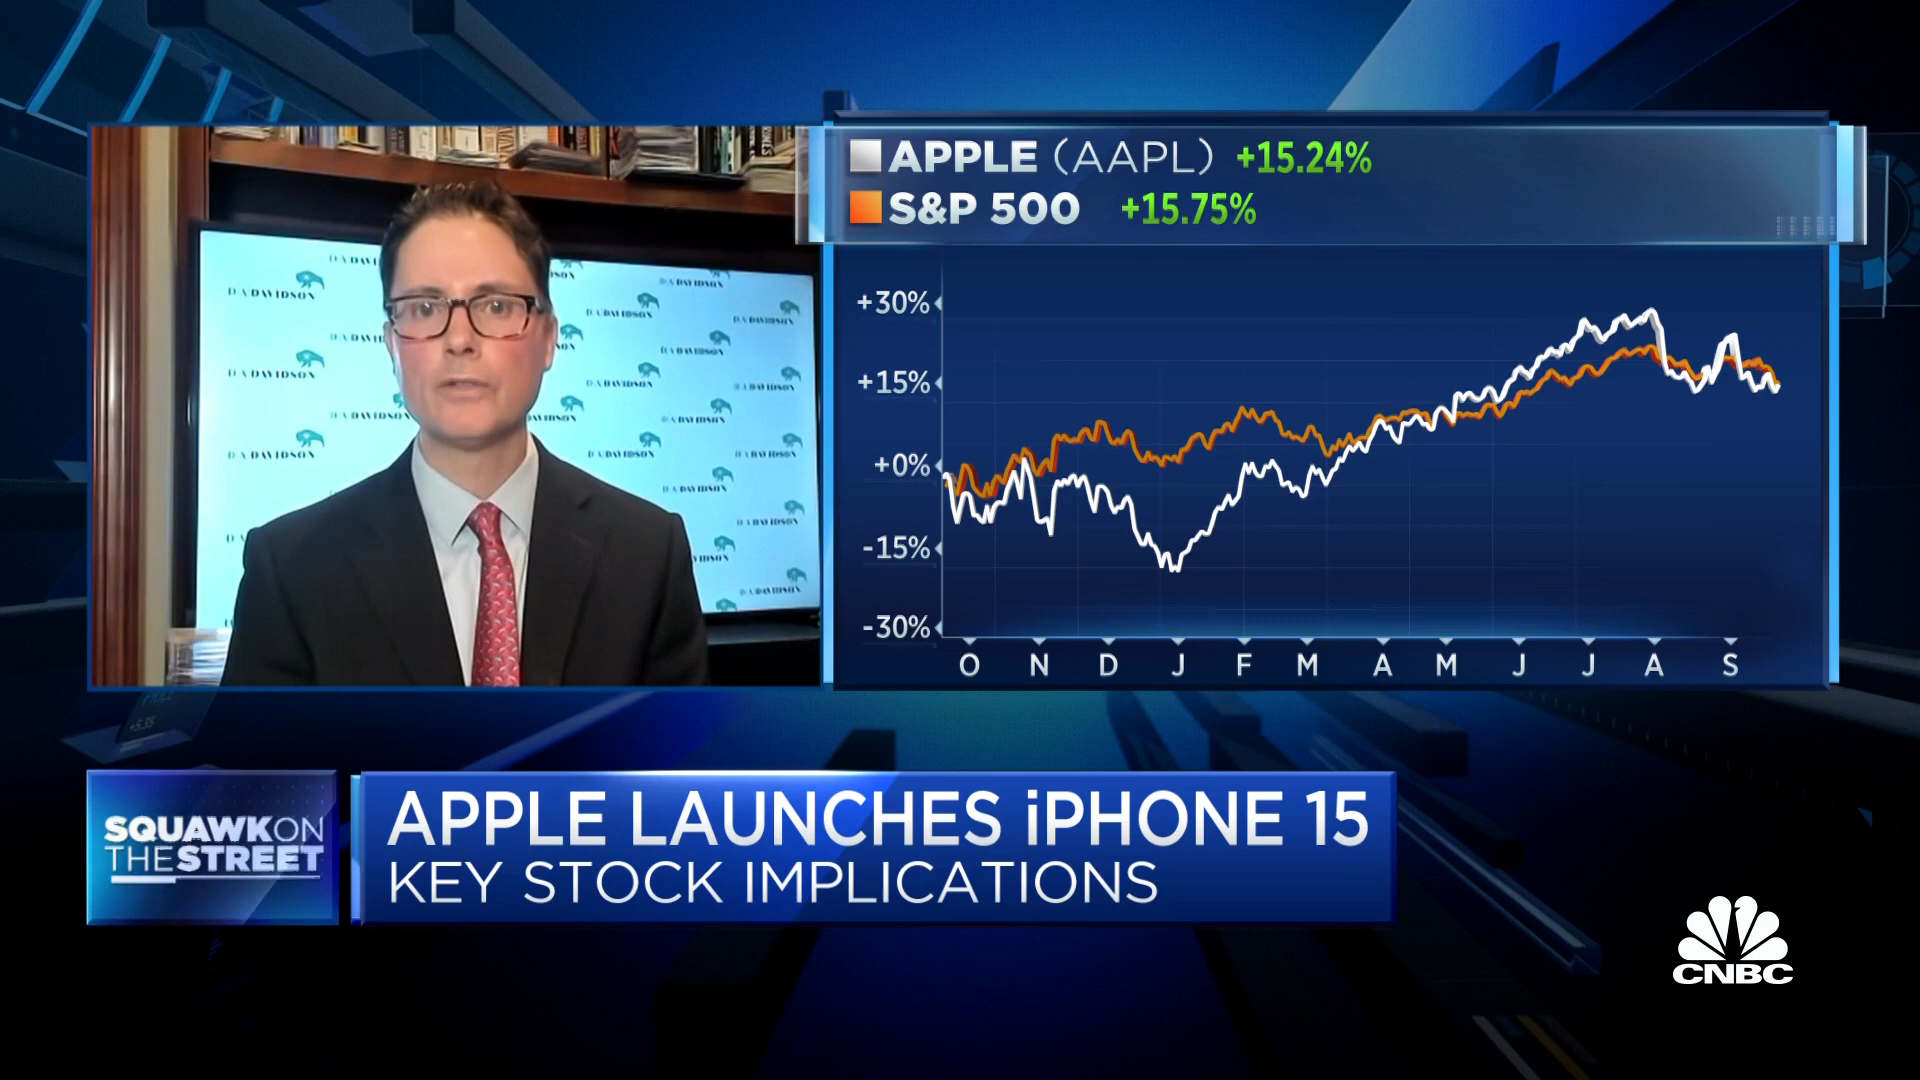 APPLE (AAPL) +15.24%
S&P 500 +15.75%
+30%
+15%
+0%
-15%
-30%
O N D J F M A M J J A S
D|A DAVIDSON
SQUAWK ON
THE STREET
APPLE LAUNCHES iPHONE 15
KEY STOCK IMPLICATIONS
CNBC